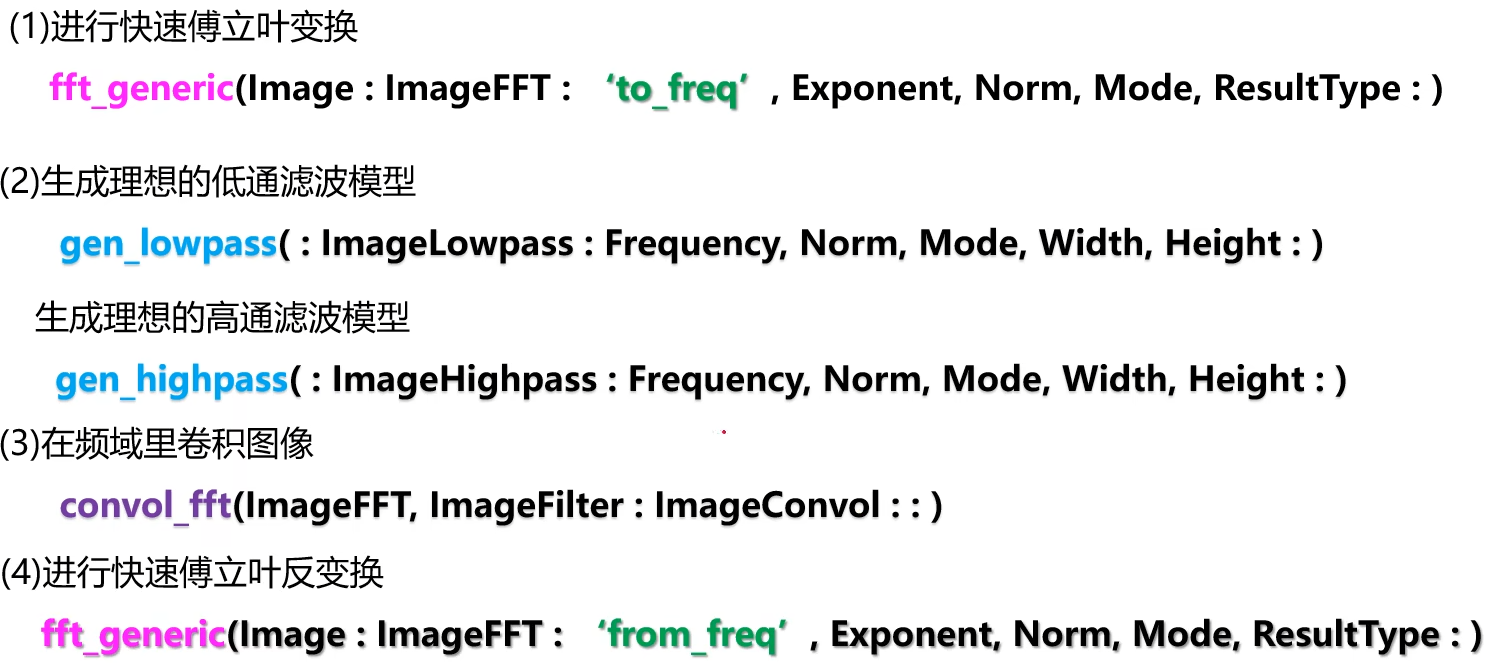 (1)进行快速傅立叶变换
fft_generic(Image : ImageFFT : ‘to_freq’ , Exponent, Norm, Mode, ResultType : )
(2)生成理想的低通滤波模型
gen_lowpass( : ImageLowpass : Frequency, Norm, Mode, Width, Height : )
生成理想的高通滤波模型
gen_highpass( : ImageHighpass : Frequency, Norm, Mode, Width, Height : )
(3)在频域里卷积图像
convol_fft(ImageFFT, ImageFilter : ImageConvol : : )
(4)进行快速傅立叶反变换
fft_generic(Image : ImageFFT : ‘from_freq’ , Exponent, Norm, Mode, ResultType : )